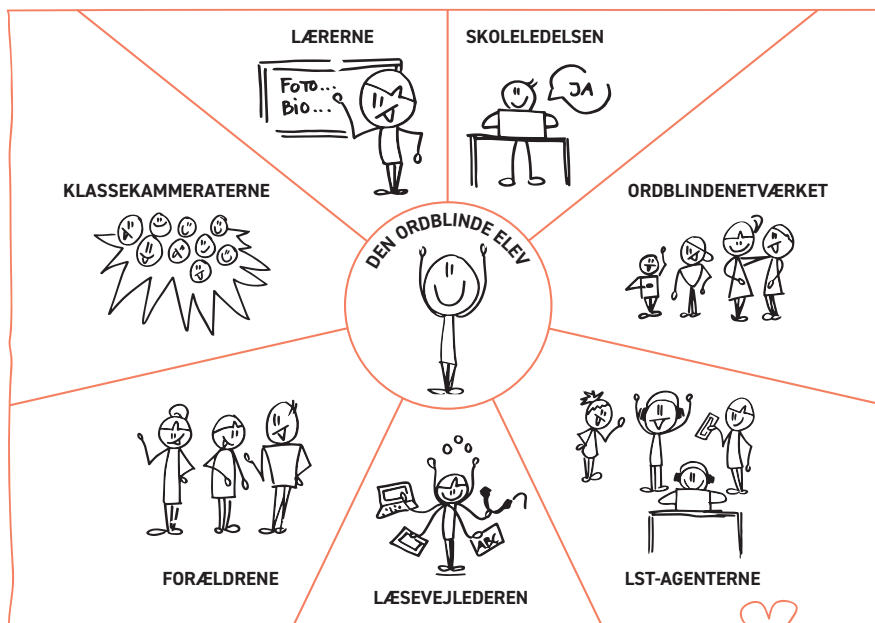 LÆRERNE
SKOLELEDELSEN
FOTO...
BIO...
JA
KLASSEKAMMERATERNE
ORDBLINDENETVÆRKET
DEN ORDBLINDE ELEV
ABC
FORÆLDRENE
LÆSEVEJLEDEREN
LST-AGENTERNE